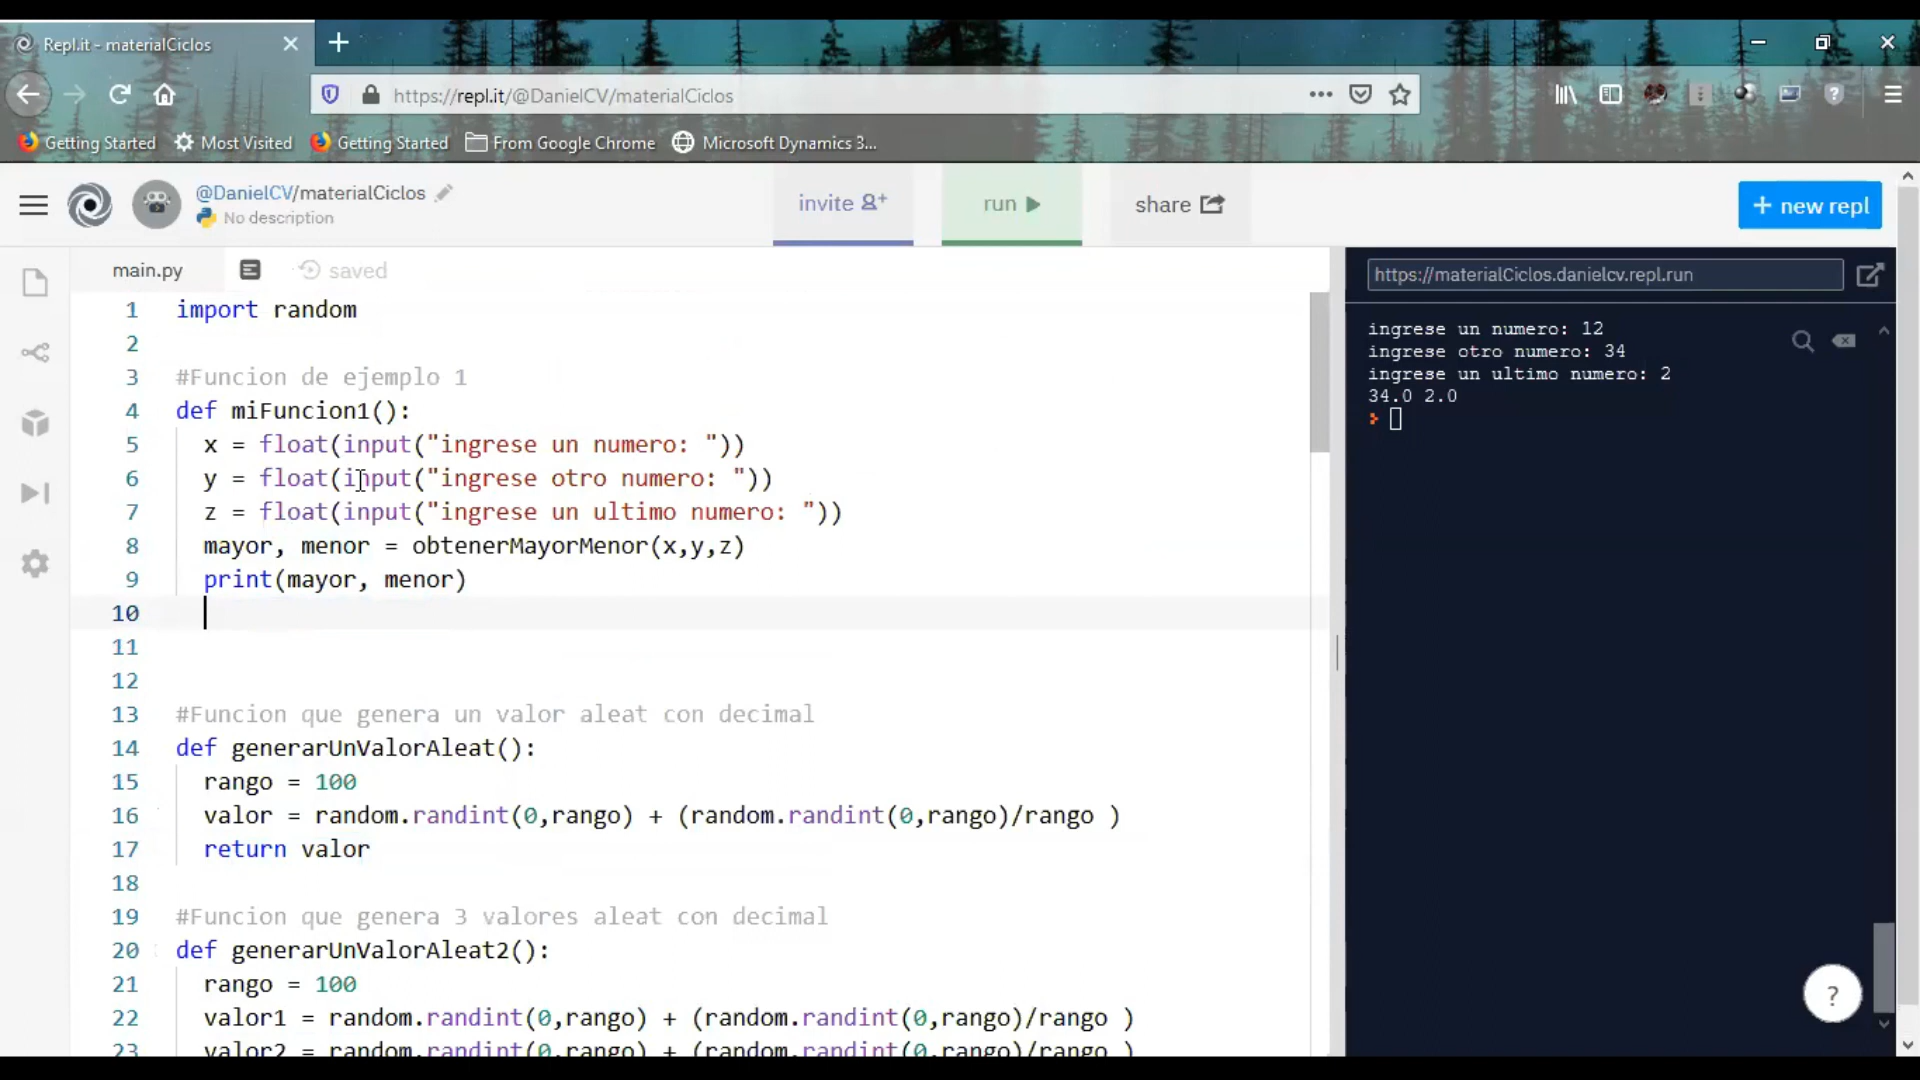 Repl.it - materialCiclos
https://repl.it/@DanielCV/materialCiclos
Getting Started Most Visited Getting Started From Google Chrome Microsoft Dynamics 3...
@DanielCV/materialCiclos
No description
invite
run
share
+ new repl
main.py saved
1 import random
2
3 #Funcion de ejemplo 1
4 def miFuncion1():
5 x = float(input("ingrese un numero: "))
6 y = float(input("ingrese otro numero: "))
7 z = float(input("ingrese un ultimo numero: "))
8 mayor, menor = obtenerMayorMenor(x,y,z)
9 print(mayor, menor)
10
11
12
13 #Funcion que genera un valor aleat con decimal
14 def generarUnValorAleat():
15 rango = 100
16 valor = random.randint(0,rango) + (random.randint(0,rango)/rango )
17 return valor
18
19 #Funcion que genera 3 valores aleat con decimal
20 def generarUnValorAleat2():
21 rango = 100
22 valor1 = random.randint(0,rango) + (random.randint(0,rango)/rango )
23 valor2 = random.randint(0,rango) + (random.randint(0,rango)/rango )
https://materialCiclos.danielcv.repl.run
ingrese un numero: 12
ingrese otro numero: 34
ingrese un ultimo numero: 2
34.0 2.0
?